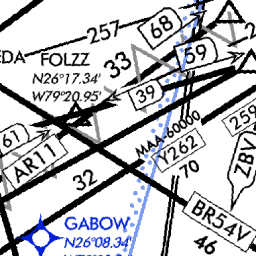 257
68
EDA
FOLZZ
33
59
N26°17.34'
W79°20.95'
39
MAA-60000
259
61
Y262
AR11
70
ZBV
32
BR54V
GABOW
46
N26°08.34'